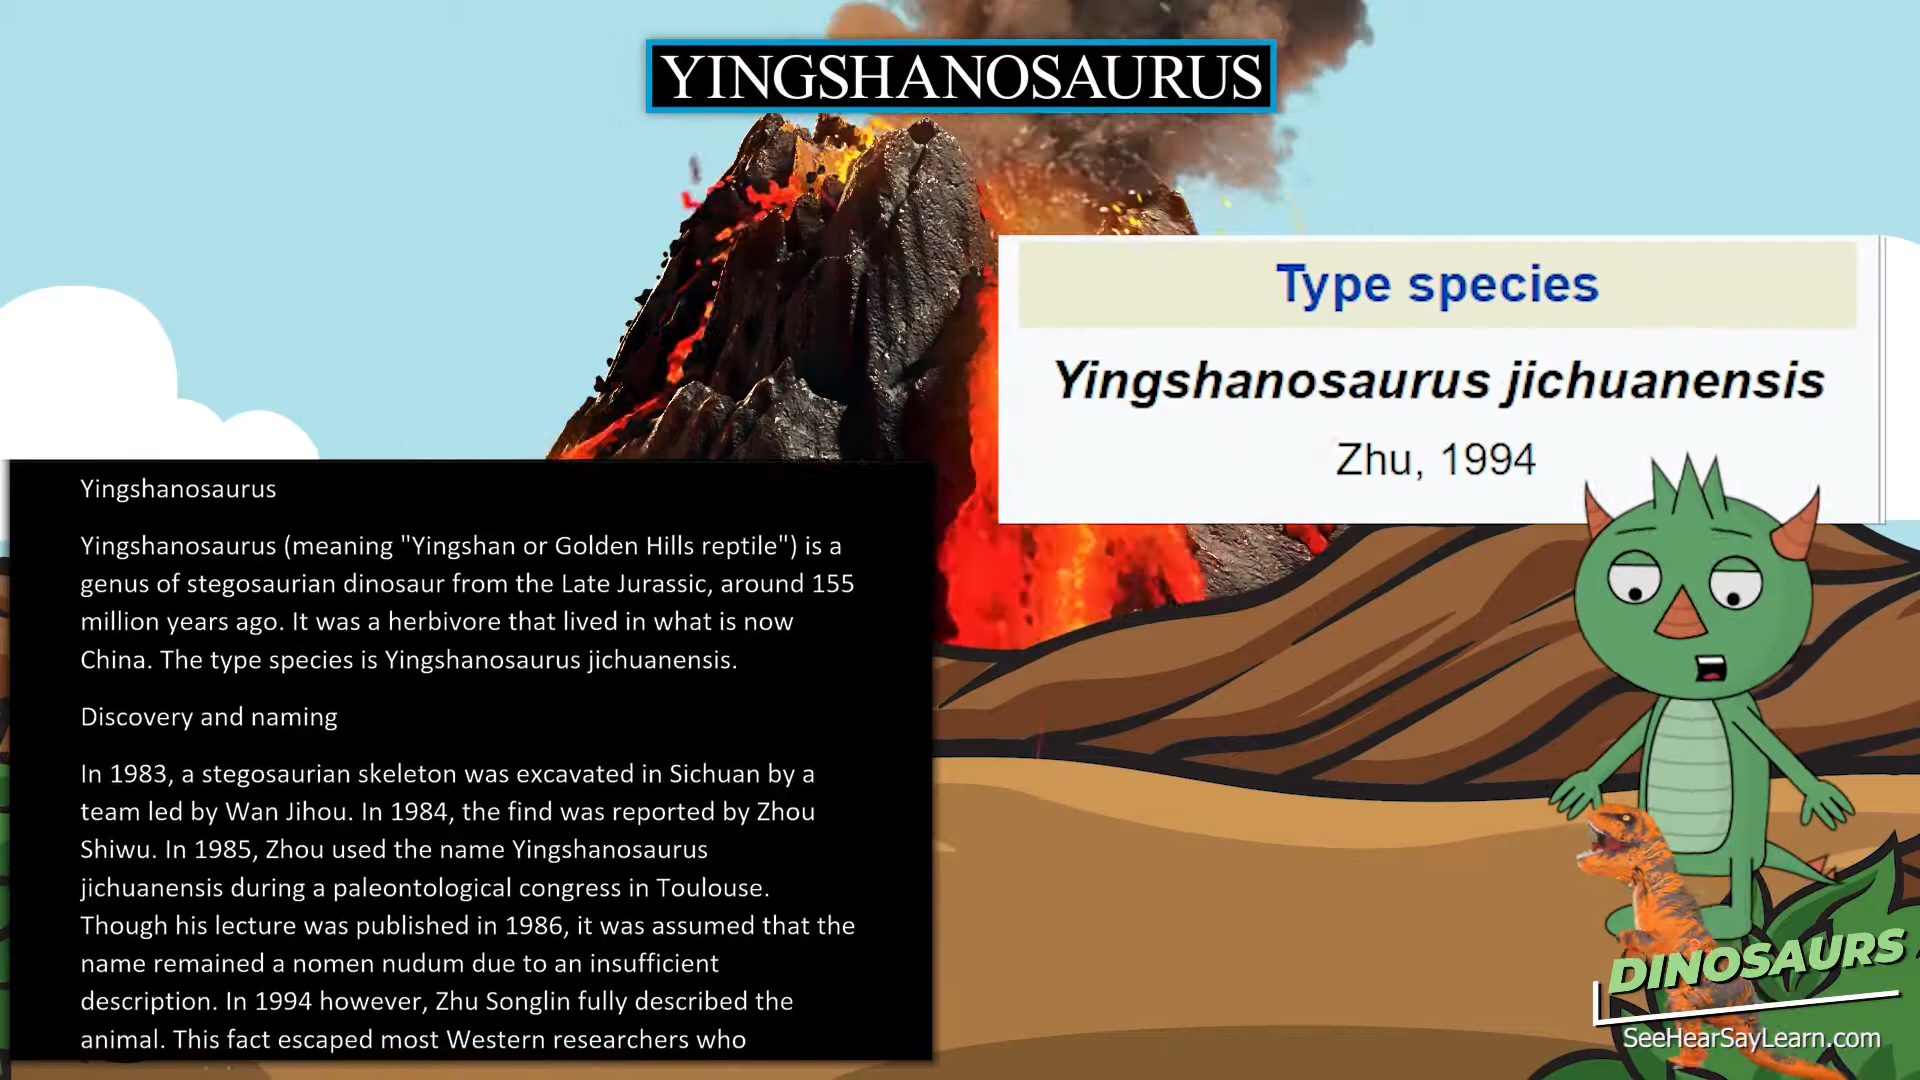 YINGSHANOSAURUS
Type species
Yingshanosaurus jichuanensis
Zhu, 1994
Yingshanosaurus
Yingshanosaurus (meaning "Yingshan or Golden Hills reptile") is a
genus of stegosaurian dinosaur from the Late Jurassic, around 155
million years ago. It was a herbivore that lived in what is now
China. The type species is Yingshanosaurus jichuanensis.
Discovery and naming
In 1983, a stegosaurian skeleton was excavated in Sichuan by a
team led by Wan Jihou. In 1984, the find was reported by Zhou
Shiwu. In 1985, Zhou used the name Yingshanosaurus
jichuanensis during a paleontological congress in Toulouse.
Though his lecture was published in 1986, it was assumed that the
name remained a nomen nudum due to an insufficient
description. In 1994 however, Zhu Songlin fully described the
animal. This fact escaped most Western researchers who
DINOSAURS
SeeHearSayLearn.com